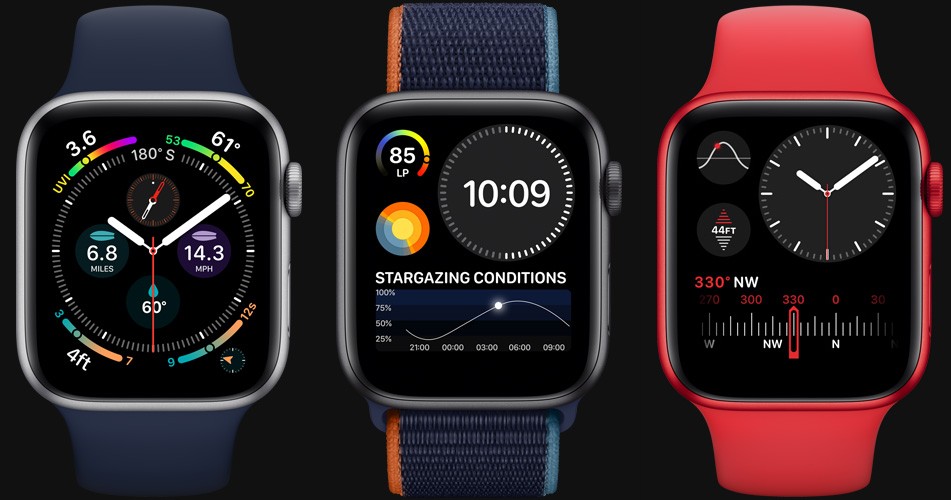 3.6
UVI
53
61°
70
180° S
6.8
MILES
14.3
MPH
60°
3
4ft
7
9
12s
85
LP
10:09
STARGAZING CONDITIONS
100%
75%
50%
25%
21:00 00:00 03:00 06:00 09:00
44FT
330° NW
270 300 330 0 30
W NW N